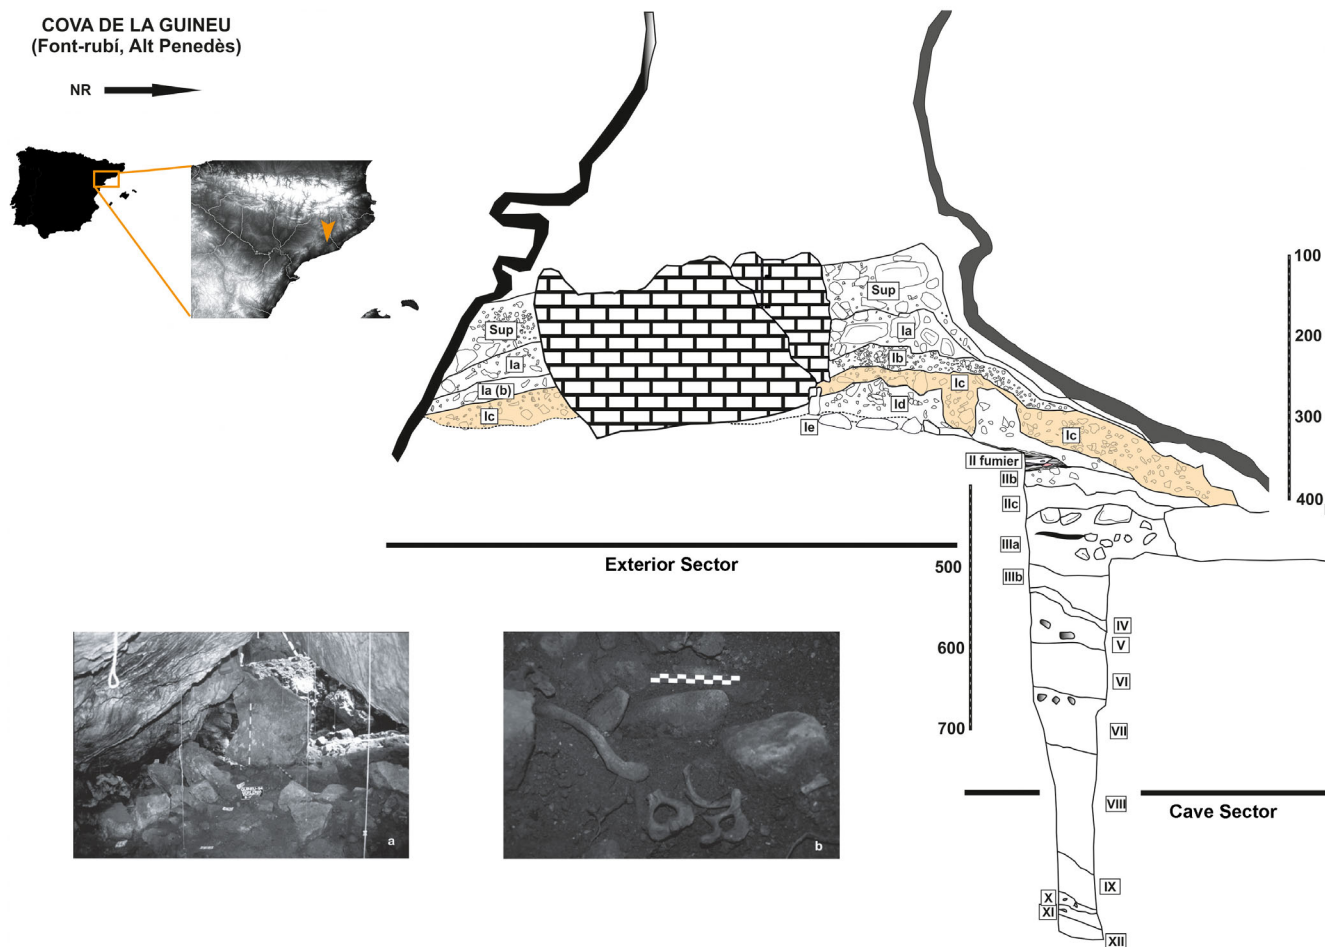 COVA DE LA GUINEU
(Font-rubí, Alt Penedès)
NR
100
200
300
400
Sup
Sup
Ia
Ia
Ib
Ia (b)
Ic
Ic
Ic
Id
Ie
II fumier
IIb
IIc
IIIa
IIIb
500
600
700
Exterior Sector
IV
V
VI
VII
VIII
Cave Sector
IX
X
XI
XII
a
b